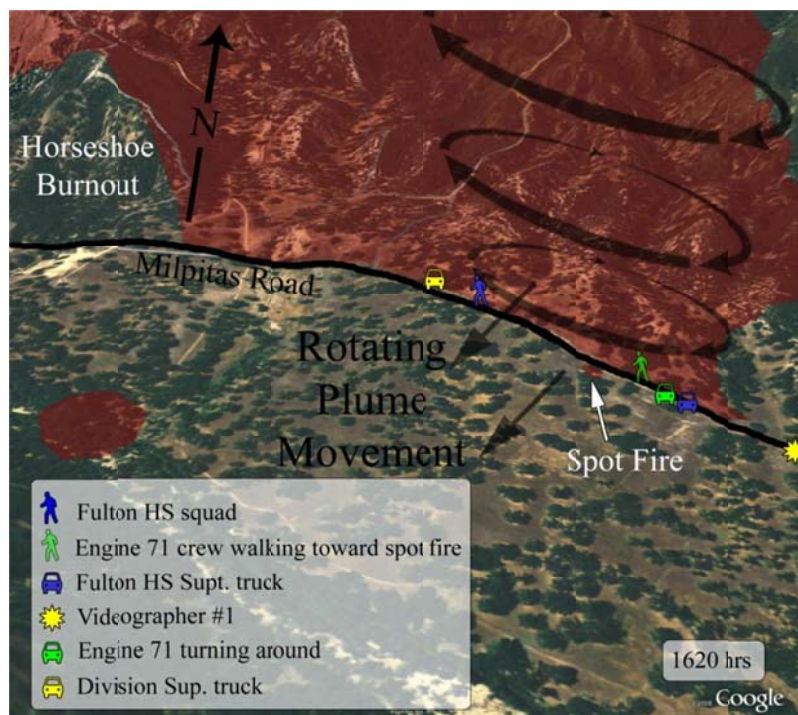 N
Horseshoe
Burnout
Milpitas Road
Rotating
Plume
Movement
Spot Fire
Fulton HS squad
Engine 71 crew walking toward spot fire
Fulton HS Supt. truck
Videographer #1
Engine 71 turning around
Division Sup. truck
1620 hrs
Google